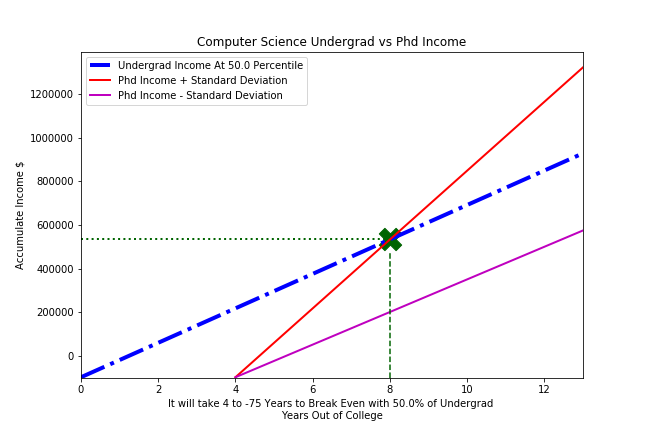 Computer Science Undergrad vs Phd Income
Undergrad Income At 50.0 Percentile
Phd Income + Standard Deviation
Phd Income - Standard Deviation
Accumulate Income $
1200000
1000000
800000
600000
400000
200000
0
0 2 4 6 8 10 12
It will take 4 to -75 Years to Break Even with 50.0% of Undergrad
Years Out of College